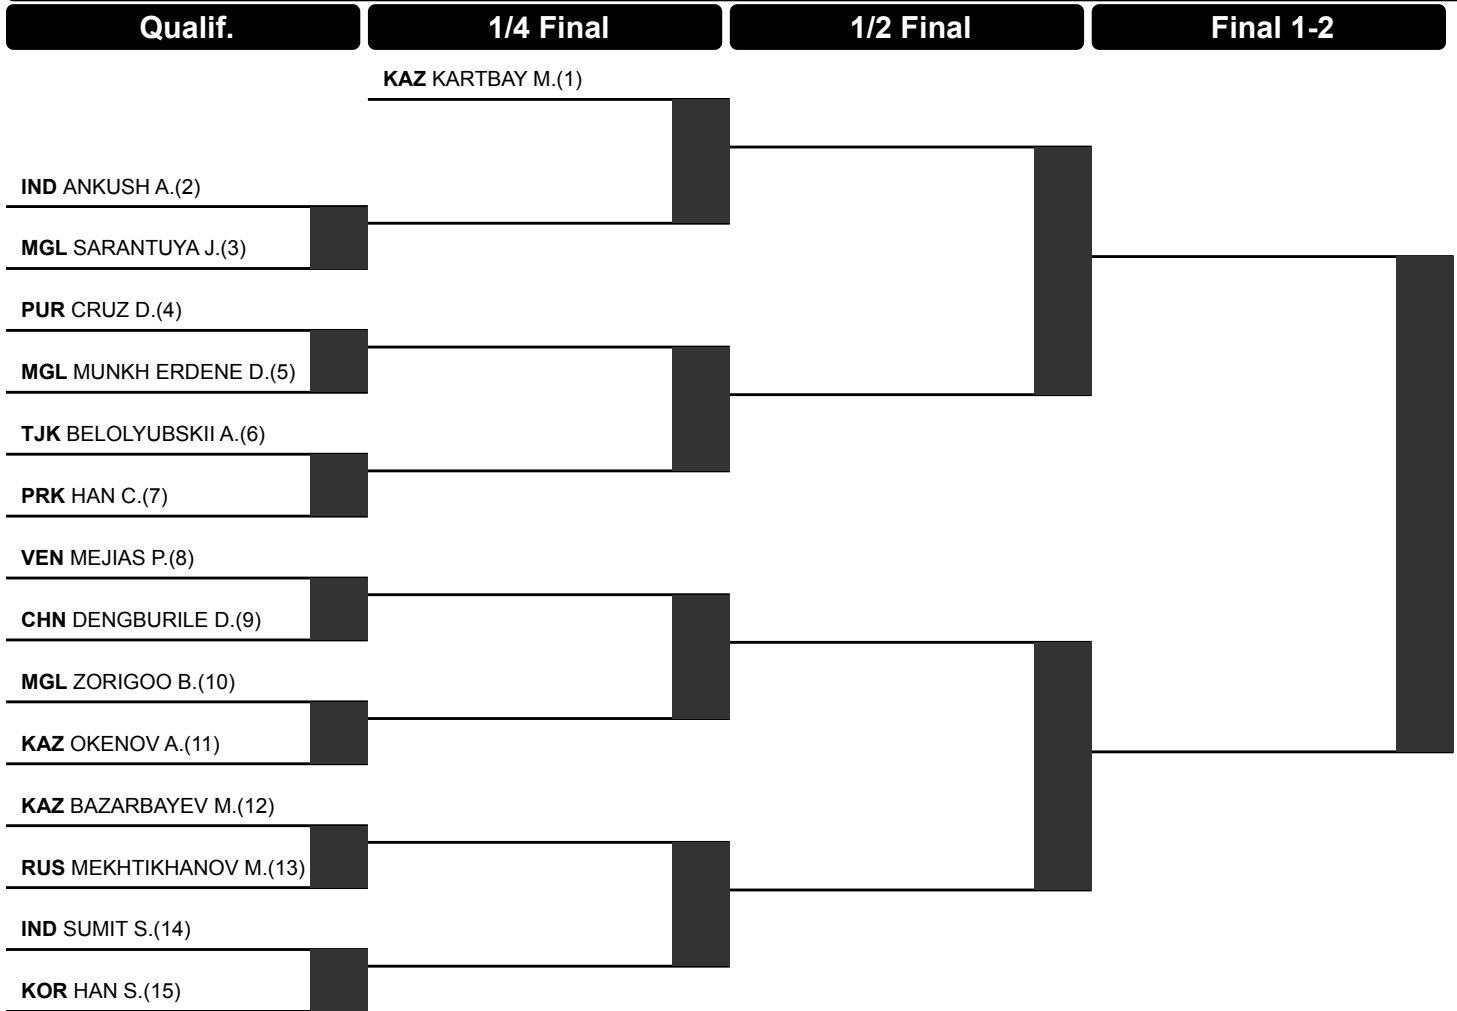 Qualif. 1/4 Final 1/2 Final Final 1-2
KAZ KARTBAY M.(1)
IND ANKUSH A.(2)
MGL SARANTUYA J.(3)
PUR CRUZ D.(4)
MGL MUNKH ERDENE D.(5)
TJK BELOLYUBSKII A.(6)
PRK HAN C.(7)
VEN MEJIAS P.(8)
CHN DENGBURILE D.(9)
MGL ZORIGOO B.(10)
KAZ OKENOV A.(11)
KAZ BAZARBAYEV M.(12)
RUS MEKHTIKHANOV M.(13)
IND SUMIT S.(14)
KOR HAN S.(15)